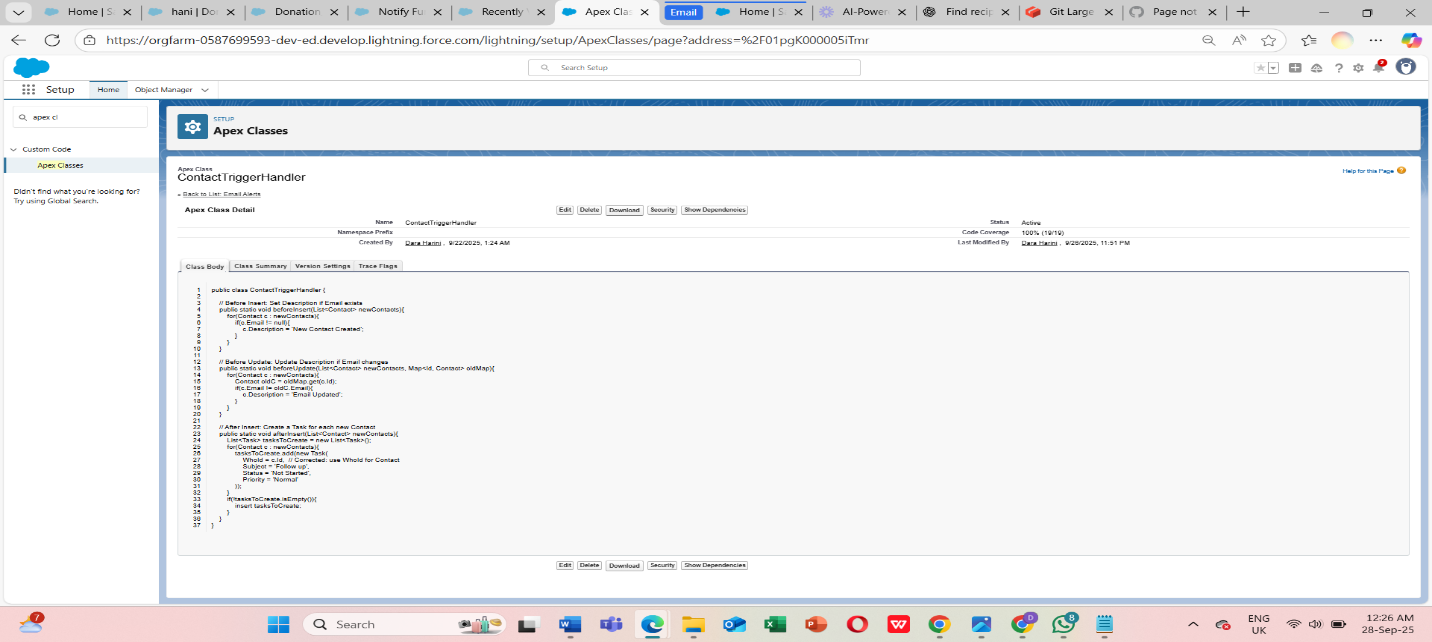 Home | S
hani | Do
Donation
Notify Fu
Recently
Apex Cla
Email
Home | S
AI-Power
Find recip
Git Large
Page not
https://orgfarm-0587699593-dev-ed.develop.lightning.force.com/lightning/setup/ApexClasses/page?address=%2F01pgK000005iTmr
Search Setup
Setup
Home
Object Manager
apex cl
SETUP
Apex Classes
Custom Code
Apex Classes
Didn't find what you're looking for?
Try using Global Search.
Apex Class
ContactTriggerHandler
Help for this Page
« Back to List: Email Alerts
Apex Class Detail
Edit Delete Download Security Show Dependencies
Name ContactTriggerHandler Status Active
Namespace Prefix Code Coverage 100% (19/19)
Created By Dara Harini , 9/22/2025, 1:24 AM Last Modified By Dara Harini , 9/26/2025, 11:51 PM
Class Body Class Summary Version Settings Trace Flags
1 public class ContactTriggerHandler {
2
3 // Before Insert: Set Description if Email exists
4 public static void beforeInsert(List<Contact> newContacts){
5 for(Contact c : newContacts){
6 if(c.Email != null){
7 c.Description = 'New Contact Created';
8 }
9 }
10 }
11
12 // Before Update: Update Description if Email changes
13 public static void beforeUpdate(List<Contact> newContacts, Map<Id, Contact> oldMap){
14 for(Contact c : newContacts){
15 Contact oldC = oldMap.get(c.Id);
16 if(c.Email != oldC.Email){
17 c.Description = 'Email Updated';
18 }
19 }
20 }
21
22 // After Insert: Create a Task for each new Contact
23 public static void afterInsert(List<Contact> newContacts){
24 List<Task> tasksToCreate = new List<Task>();
25 for(Contact c : newContacts){
26 tasksToCreate.add(new Task(
27 WhoId = c.Id, // Corrected: use WhoId for Contact
28 Subject = 'Follow up',
29 Status = 'Not Started',
30 Priority = 'Normal'
31 ));
32 }
33 if(!tasksToCreate.isEmpty()){
34 insert tasksToCreate;
35 }
36 }
37 }
Edit Delete Download Security Show Dependencies
7
Search
8
ENG
UK
12:26 AM
28-Sep-25